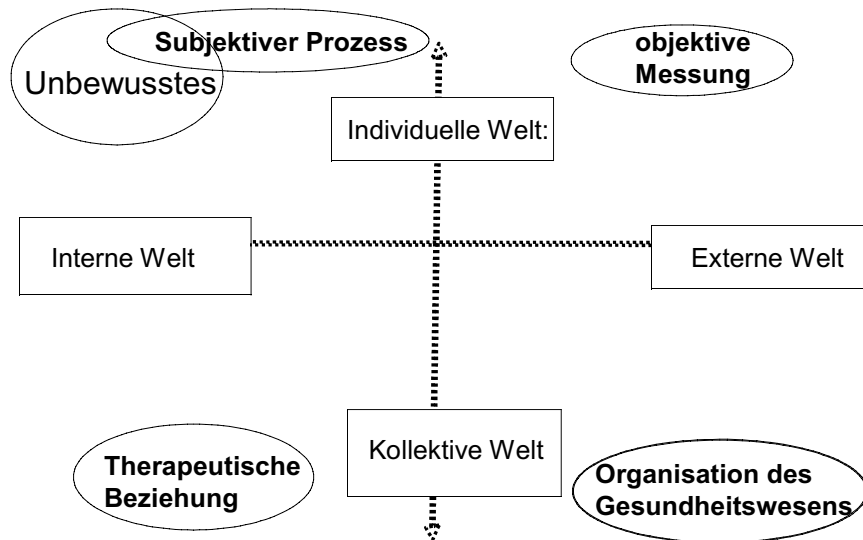 Subjektiver Prozess
objektive
Messung
Unbewusstes
Individuelle Welt:
Interne Welt
Externe Welt
Kollektive Welt
Therapeutische
Beziehung
Organisation des
Gesundheitswesens